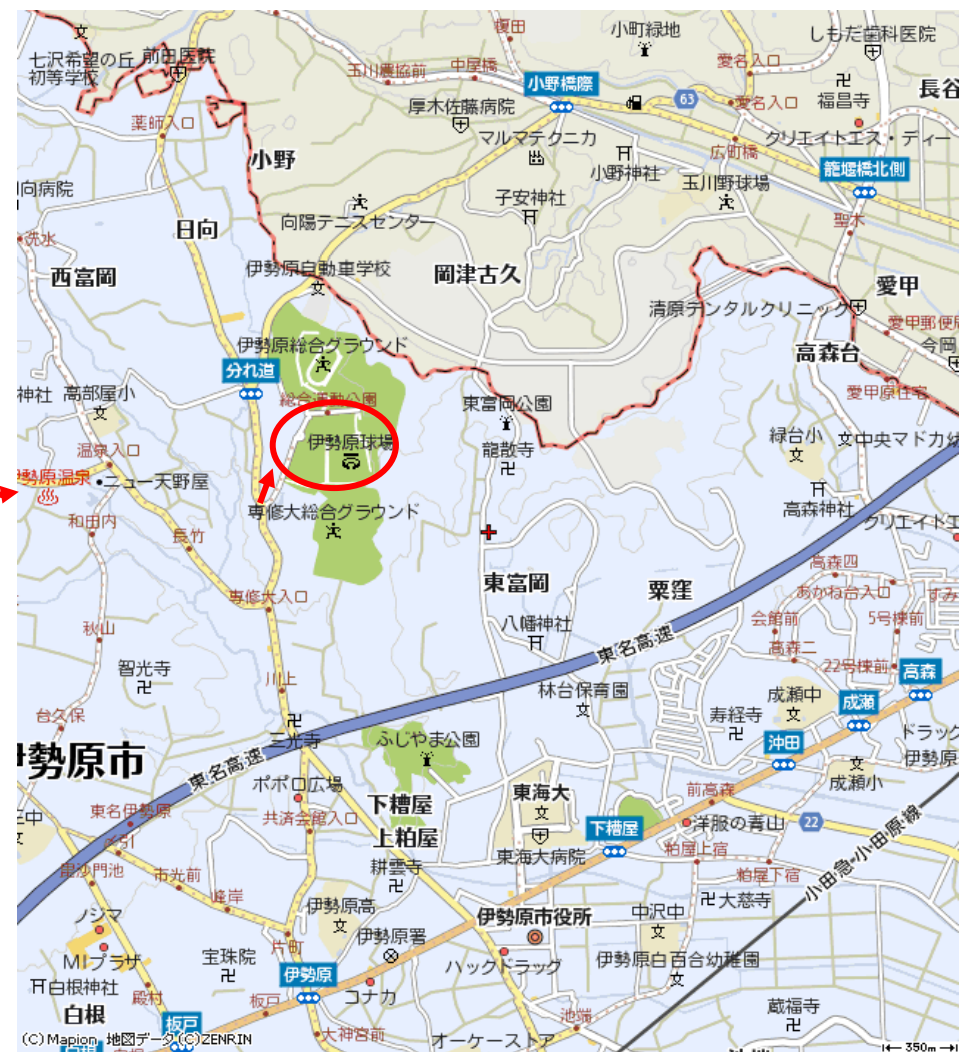 榎田
小町緑地
しもだ歯科医院
七沢希望の丘
初等学校
前田医院
玉川農協前
中屋橋
愛名入口
小野橋際
長谷
厚木佐藤病院
63
愛名入口
福昌寺
薬師入口
マルマテクニカ
クリエイトエス・ディー
小野
小野神社
広町橋
籠堰橋北側
向病院
子安神社
玉川野球場
日向
向陽テニスセンター
聖木
洗水
西富岡
伊勢原自動車学校
岡津古久
愛甲
清原デンタルクリニック
愛甲郵便局
伊勢原総合グラウンド
高森台
今岡
分れ道
神社
高部屋小
総合運動公園
東富岡公園
愛甲原住宅
伊勢原球場
緑台小
中央マドカ幼
温泉入口
龍散寺
伊勢原温泉
ニュー天野屋
専修大総合グラウンド
高森神社
クリエイトエ
和田内
長竹
東富岡
粟窪
高森四
あかね台入口
すみ
専修大入口
会館前
5号棟前
秋山
八幡神社
東名高速
高森二
智光寺
22号棟前
高森
川上
林台保育園
成瀬中
成瀬
台久保
寿経寺
三光寺
ふじやま公園
沖田
ドラッグ
伊勢原
伊勢原市
東名高速
ポポロ広場
成瀬小
下糟屋
東海大
前高森
東名伊勢原
共済会館入口
上粕屋
下糟屋
洋服の青山
22
三中
〆引
東海大病院
粕屋上宿
小田急小田原線
毘沙門池
市光前
耕雲寺
粕屋下宿
峰岸
大慈寺
ノジマ
伊勢原高
伊勢原市役所
中沢中
片町
伊勢原署
MIプラザ
宝珠院
ハックドラッグ
伊勢原白百合幼稚園
白根神社
伊勢原
殿村
板戸
コナカ
白根
蔵福寺
板戸
池端
(C)Mapion 地図データ(C)ZENRIN
大神宮前
オーケーストア
350m